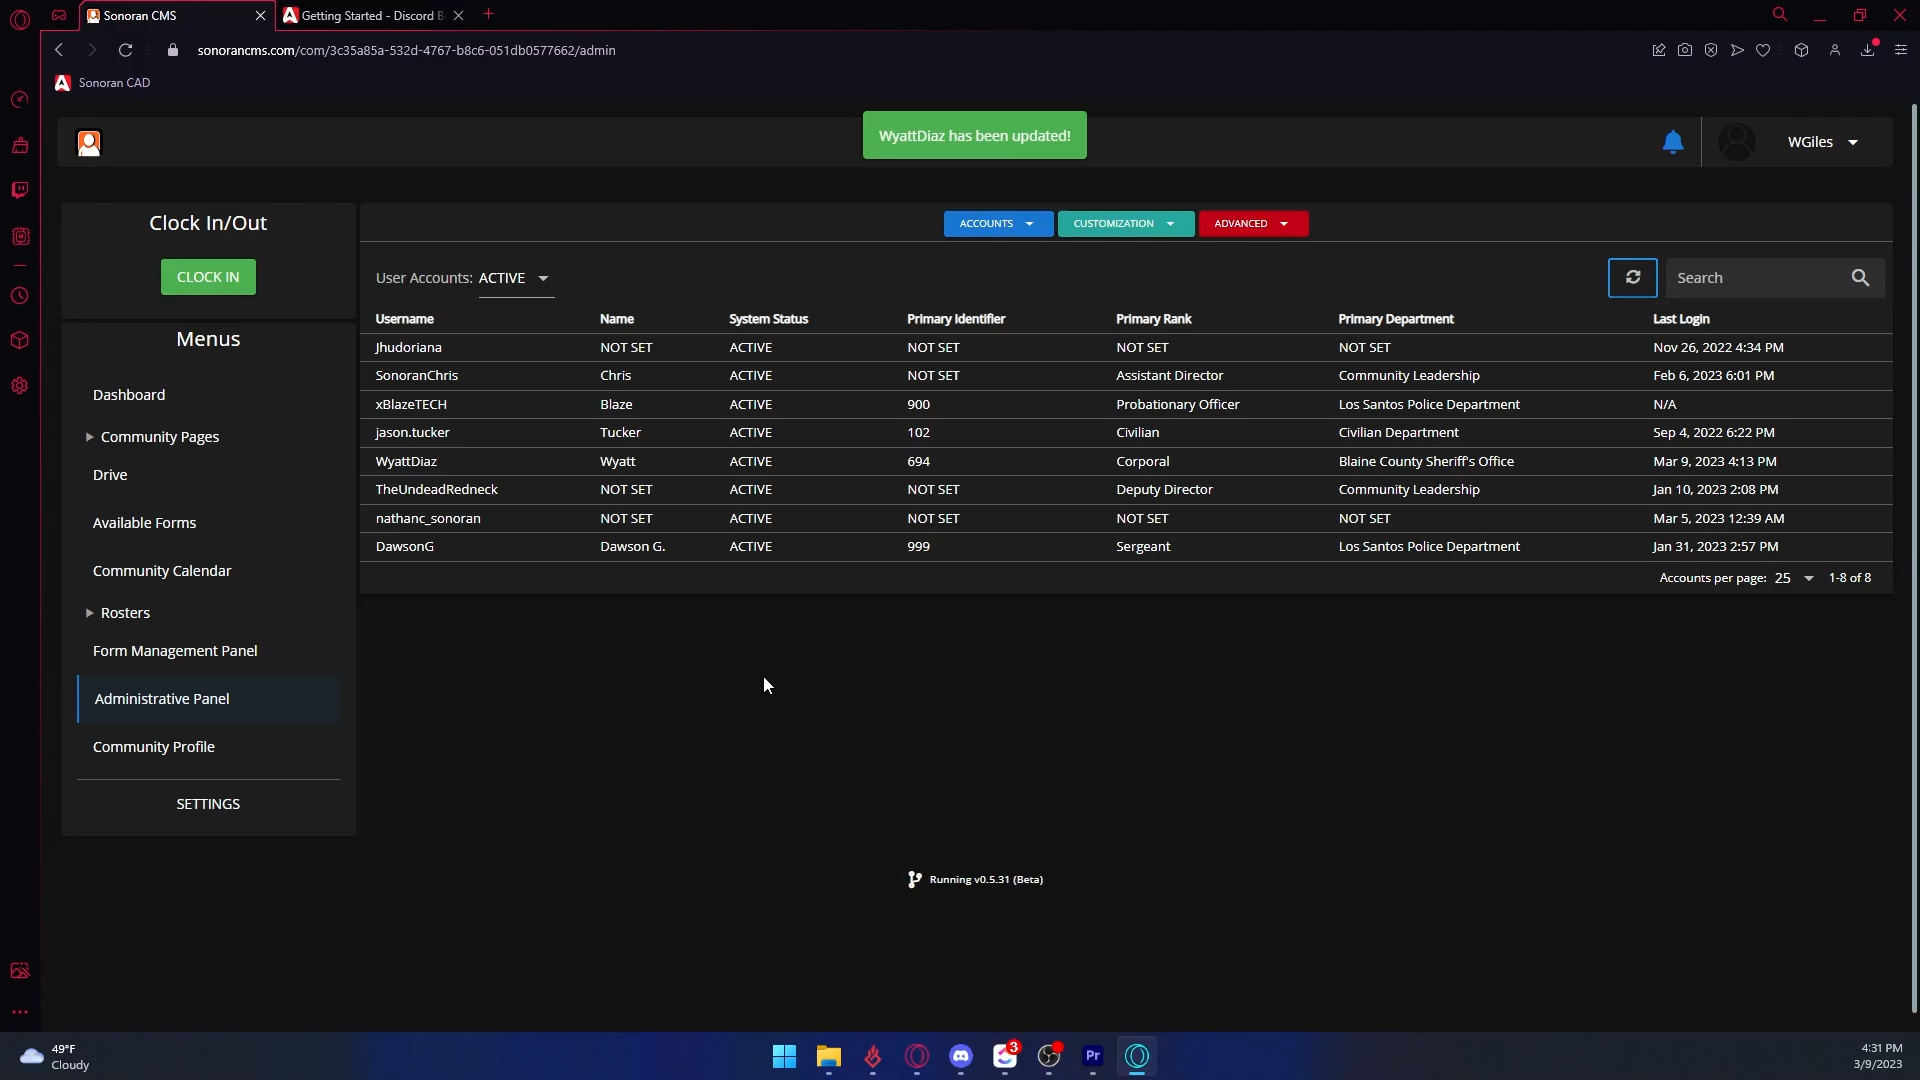 Sonoran CMS
Getting Started - Discord B
sonorancms.com/com/3c35a85a-532d-4767-b8c6-051db0577662/admin
Sonoran CAD
WyattDiaz has been updated!
WGiles
Clock In/Out
CLOCK IN
Menus
Dashboard
Community Pages
Drive
Available Forms
Community Calendar
Rosters
Form Management Panel
Administrative Panel
Community Profile
SETTINGS
ACCOUNTS CUSTOMIZATION ADVANCED
User Accounts: ACTIVE Search
Username Name System Status Primary Identifier Primary Rank Primary Department Last Login
Jhudoriana NOT SET ACTIVE NOT SET NOT SET NOT SET Nov 26, 2022 4:34 PM
SonoranChris Chris ACTIVE NOT SET Assistant Director Community Leadership Feb 6, 2023 6:01 PM
xBlazeTECH Blaze ACTIVE 900 Probationary Officer Los Santos Police Department N/A
jason.tucker Tucker ACTIVE 102 Civilian Civilian Department Sep 4, 2022 6:22 PM
WyattDiaz Wyatt ACTIVE 694 Corporal Blaine County Sheriff's Office Mar 9, 2023 4:13 PM
TheUndeadRedneck NOT SET ACTIVE NOT SET Deputy Director Community Leadership Jan 10, 2023 2:08 PM
nathanc_sonoran NOT SET ACTIVE NOT SET NOT SET NOT SET Mar 5, 2023 12:39 AM
DawsonG Dawson G. ACTIVE 999 Sergeant Los Santos Police Department Jan 31, 2023 2:57 PM
Accounts per page: 25 1-8 of 8
Running v0.5.31 (Beta)
49°F
Cloudy
3
Pr
4:31 PM
3/9/2023